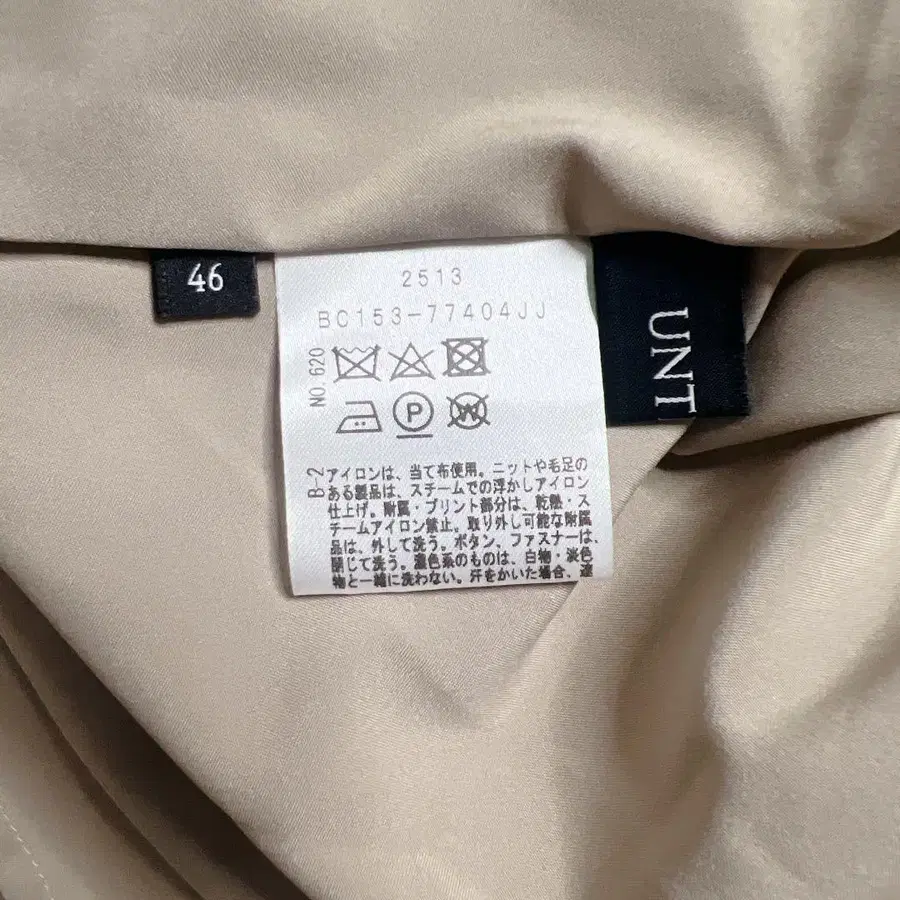 46
2513
BC153-77404JJ
NO.620
P
W
B-2
アイロンは、当て布使用。ニットや毛足の
ある製品は、スチームでの浮かしアイロン
仕上げ。附属・プリント部分は、乾熱・ス
チームアイロン禁止。取り外し可能な附属
品は、外して洗う。ボタン、ファスナーは、
閉じて洗う。濃色系のものは、白物・淡色
物と一緒に洗わない。汗をかいた場合、速
UNT